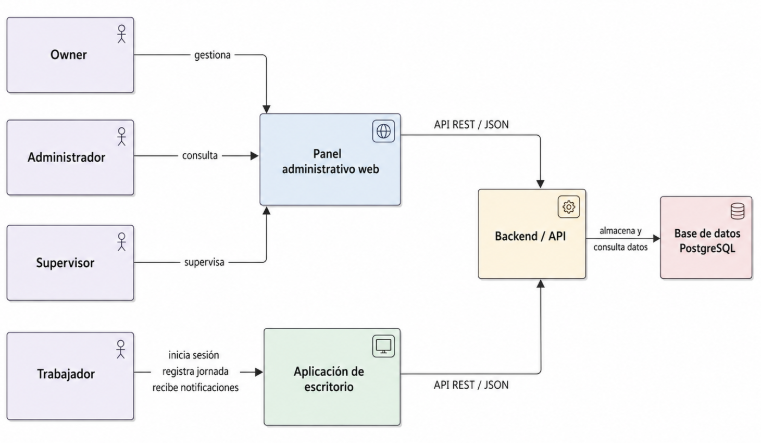 Owner
gestiona
Administrador
consulta
Supervisor
supervisa
Panel
administrativo web
API REST / JSON
Backend / API
almacena y
consulta datos
Base de datos
PostgreSQL
Trabajador
inicia sesión
registra jornada
recibe notificaciones
Aplicación de
escritorio
API REST / JSON